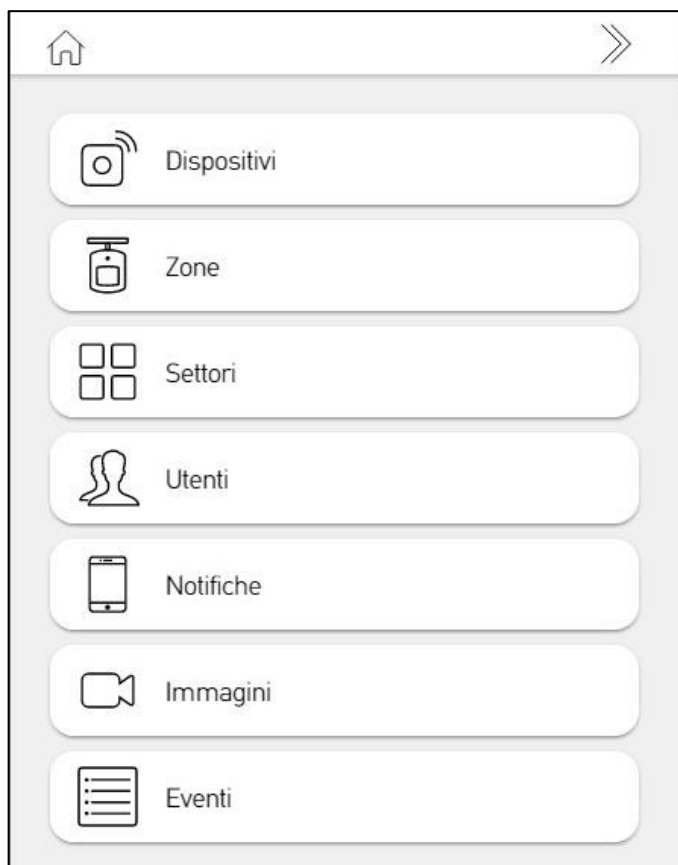 Dispositivi
Zone
Settori
Utenti
Notifiche
Immagini
Eventi